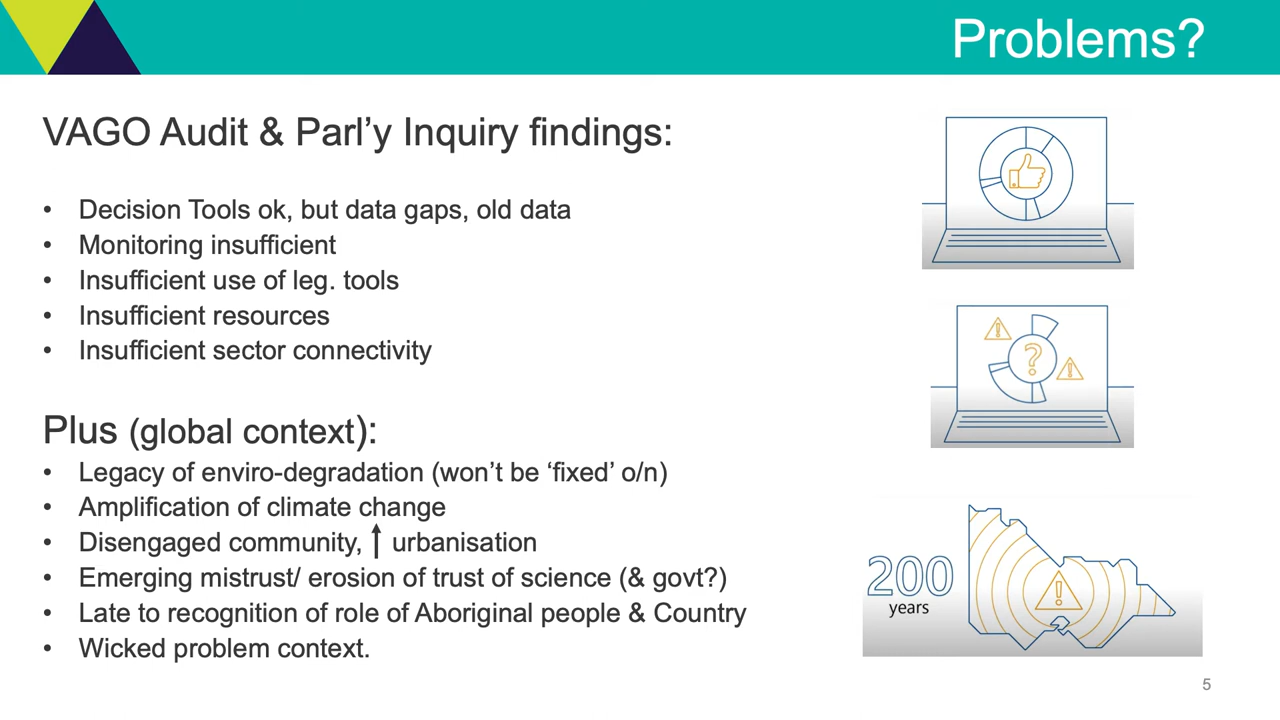 Problems?
VAGO Audit & Parl’y Inquiry findings:
• Decision Tools ok, but data gaps, old data
• Monitoring insufficient
• Insufficient use of leg. tools
• Insufficient resources
• Insufficient sector connectivity
Plus (global context):
• Legacy of enviro-degradation (won’t be ‘fixed’ o/n)
• Amplification of climate change
• Disengaged community, ↑ urbanisation
• Emerging mistrust/ erosion of trust of science (& govt?)
• Late to recognition of role of Aboriginal people & Country
• Wicked problem context.
?
!
!
200
years
!
5